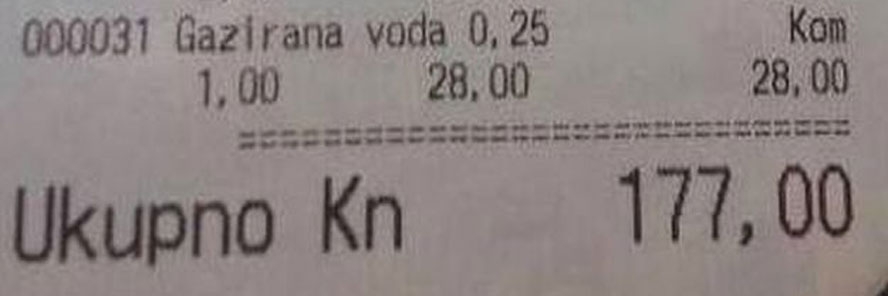 000031 Gazirana voda 0,25 Kom
1,00 28,00 28,00
==============================
Ukupno Kn 177,00